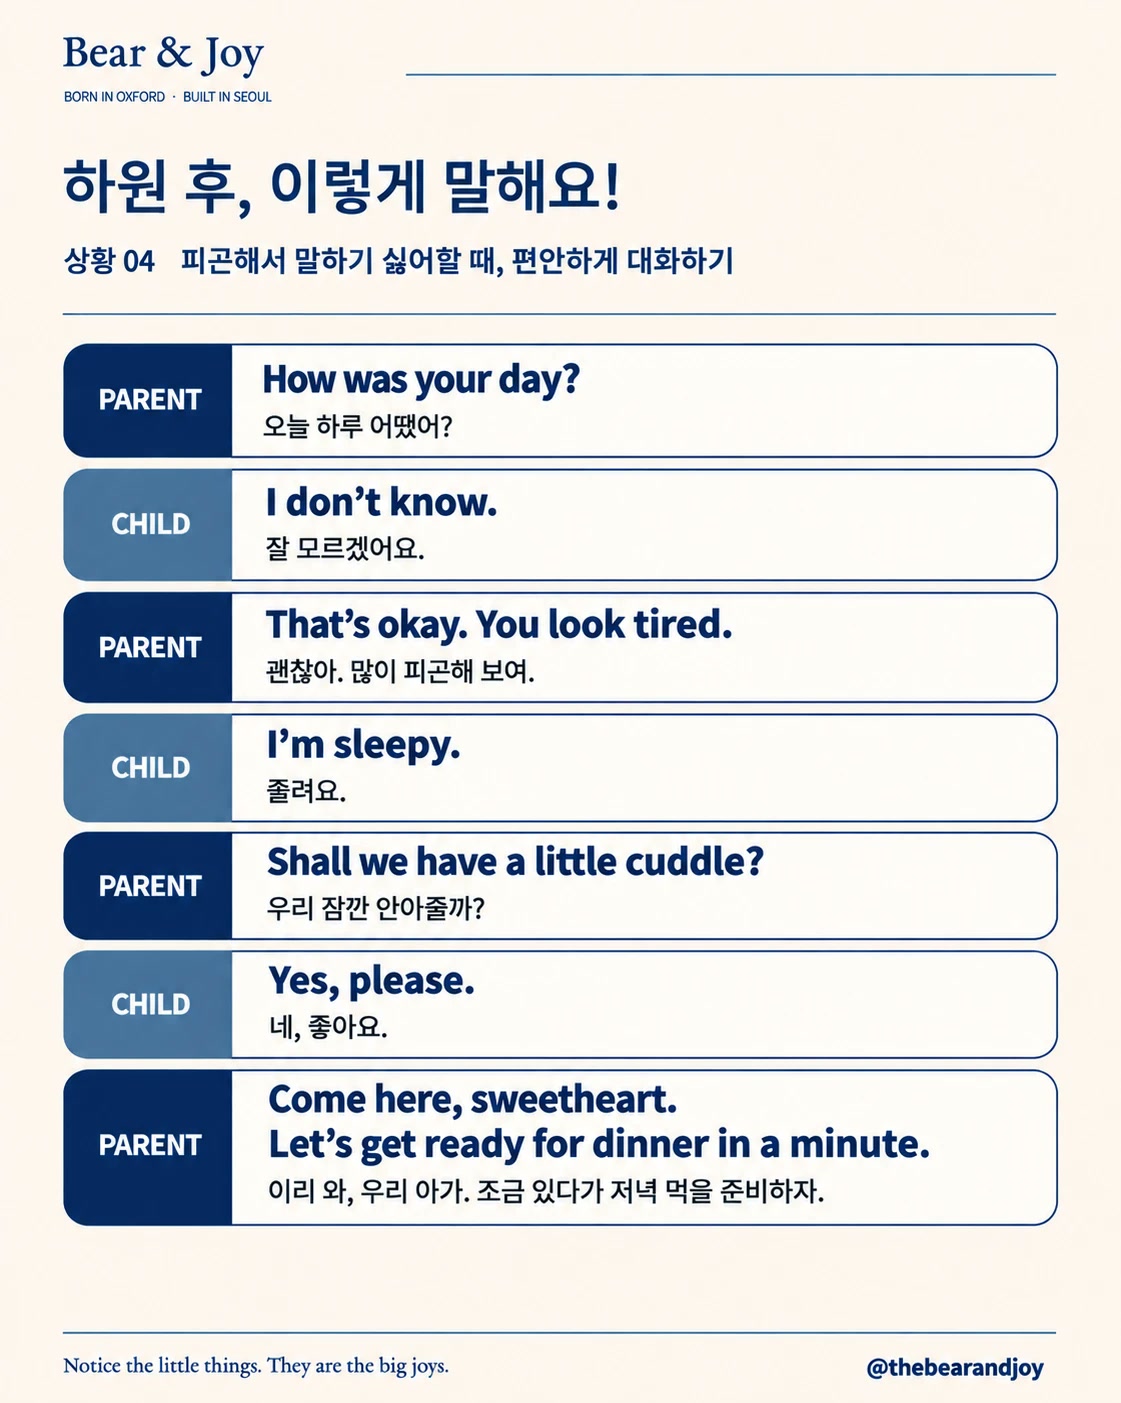 Bear & Joy
BORN IN OXFORD · BUILT IN SEOUL
하원 후, 이렇게 말해요!
상황 04 피곤해서 말하기 싫어할 때, 편안하게 대화하기
PARENT
How was your day?
오늘 하루 어땠어?
CHILD
I don’t know.
잘 모르겠어요.
PARENT
That’s okay. You look tired.
괜찮아. 많이 피곤해 보여.
CHILD
I’m sleepy.
졸려요.
PARENT
Shall we have a little cuddle?
우리 잠깐 안아줄까?
CHILD
Yes, please.
네, 좋아요.
PARENT
Come here, sweetheart.
Let’s get ready for dinner in a minute.
이리 와, 우리 아가. 조금 있다가 저녁 먹을 준비하자.
Notice the little things. They are the big joys.
@thebearandjoy